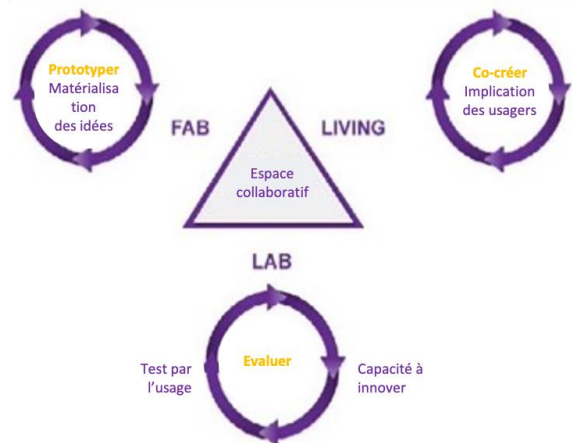 Prototyper
Matérialisa
tion
des idées
Co-créer
Implication
des usagers
FAB
LIVING
Espace
collaboratif
LAB
Evaluer
Test par
l'usage
Capacité à
innover